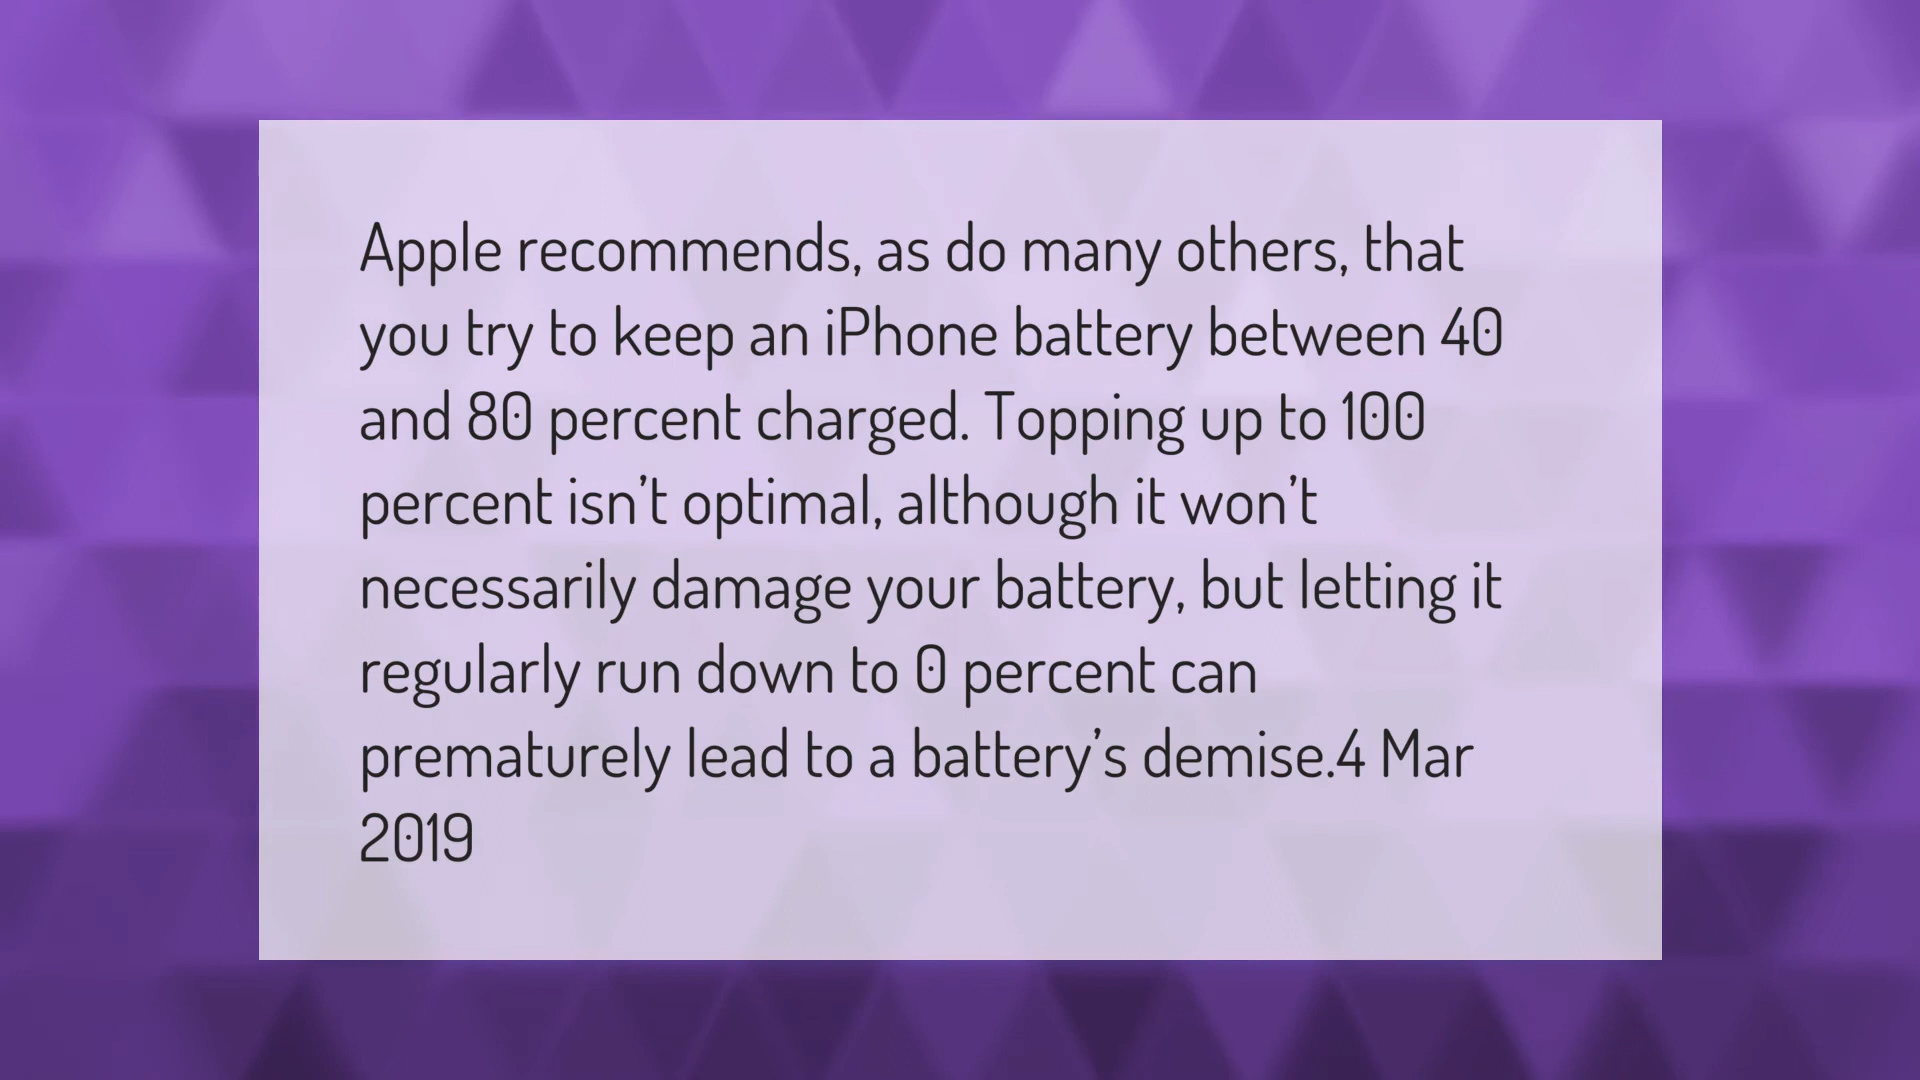 Apple recommends, as do many others, that
you try to keep an iPhone battery between 40
and 80 percent charged. Topping up to 100
percent isn’t optimal, although it won’t
necessarily damage your battery, but letting it
regularly run down to 0 percent can
prematurely lead to a battery’s demise.4 Mar
2019